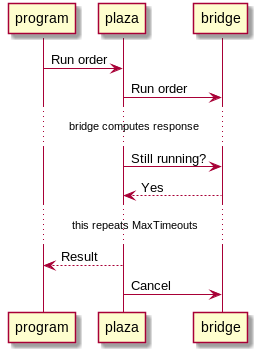 program plaza bridge
Run order
Run order
bridge computes response
Still running?
Yes
this repeats MaxTimeouts
Result
Cancel
program plaza bridge